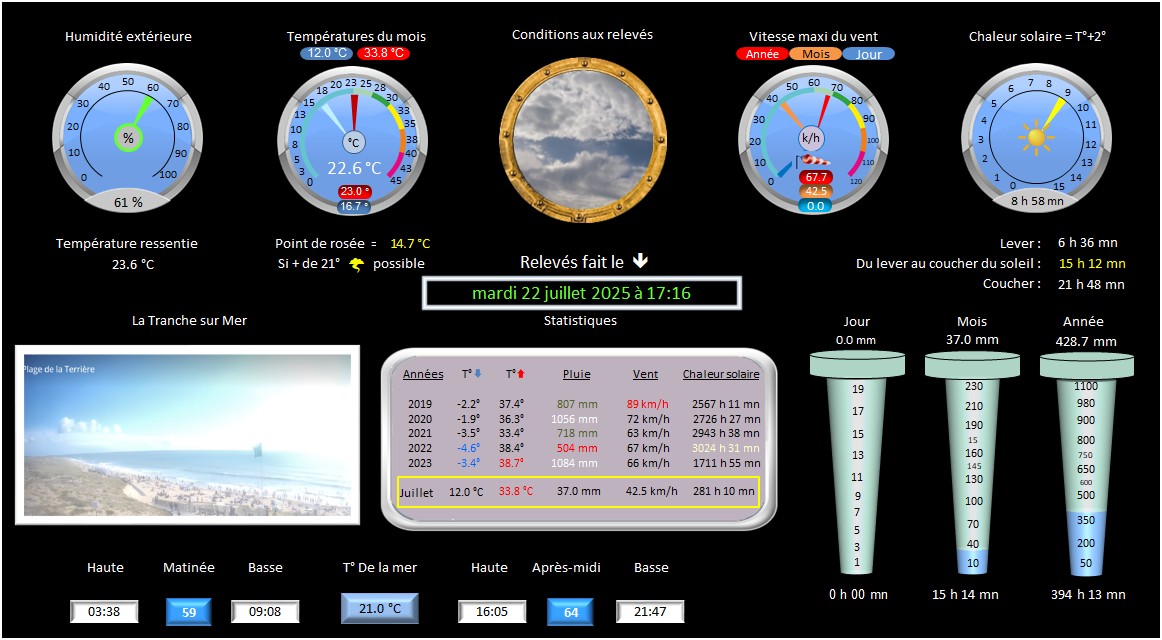 Humidité extérieure
Températures du mois
12.0 °C 33.8 °C
Conditions aux relevés
Vitesse maxi du vent
Année Mois Jour
Chaleur solaire = T°+2°
0 10 20 30 40 50 60 70 80 90 100
%
61 %
0 3 5 8 10 13 15 18 20 23 25 28 30 33 35 38 40 43 45
°C
22.6 °C
23.0 °
16.7 °
0 10 20 30 40 50 60 70 80 90 100 110 120
k/h
67.7
42.5
0.0
0 1 2 3 4 5 6 7 8 9 10 11 12 13 14 15
8 h 58 mn
Température ressentie
23.6 °C
Point de rosée = 14.7 °C
Si + de 21° possible
Relevés fait le
mardi 22 juillet 2025 à 17:16
Lever : 6 h 36 mn
Du lever au coucher du soleil : 15 h 12 mn
Coucher : 21 h 48 mn
La Tranche sur Mer
Plage de la Terrière
Statistiques
Années T° T° Pluie Vent Chaleur solaire
2019 -2.2° 37.4° 807 mm 89 km/h 2567 h 11 mn
2020 -1.9° 36.3° 1056 mm 72 km/h 2726 h 27 mn
2021 -3.5° 33.4° 718 mm 63 km/h 2943 h 38 mn
2022 -4.6° 38.4° 504 mm 67 km/h 3024 h 31 mn
2023 -3.4° 38.7° 1084 mm 66 km/h 1711 h 55 mn
Juillet 12.0 °C 33.8 °C 37.0 mm 42.5 km/h 281 h 10 mn
Jour
0.0 mm
19
17
15
13
11
9
7
5
3
1
0 h 00 mn
Mois
37.0 mm
230
210
190
15
160
145
130
100
70
40
10
15 h 14 mn
Année
428.7 mm
1100
980
900
800
750
650
600
500
350
200
50
394 h 13 mn
Haute Matinée Basse
03:38 59 09:08
T° De la mer
21.0 °C
Haute Après-midi Basse
16:05 64 21:47